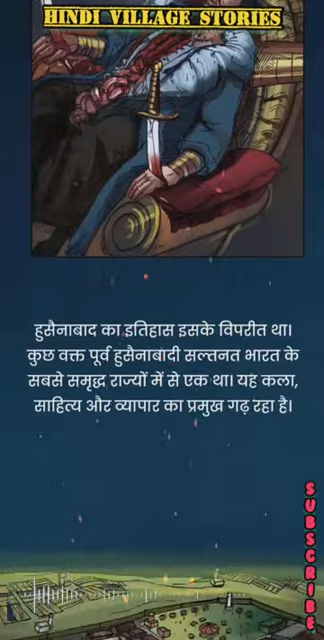 HINDI VILLAGE STORIES
हुसैनाबाद का इतिहास इसके विपरीत था।
कुछ वक्त पूर्व हुसैनाबादी सल्तनत भारत के
सबसे समृद्ध राज्यों में से एक था। यह कला,
साहित्य और व्यापार का प्रमुख गढ़ रहा है।
SUBSCRIBE